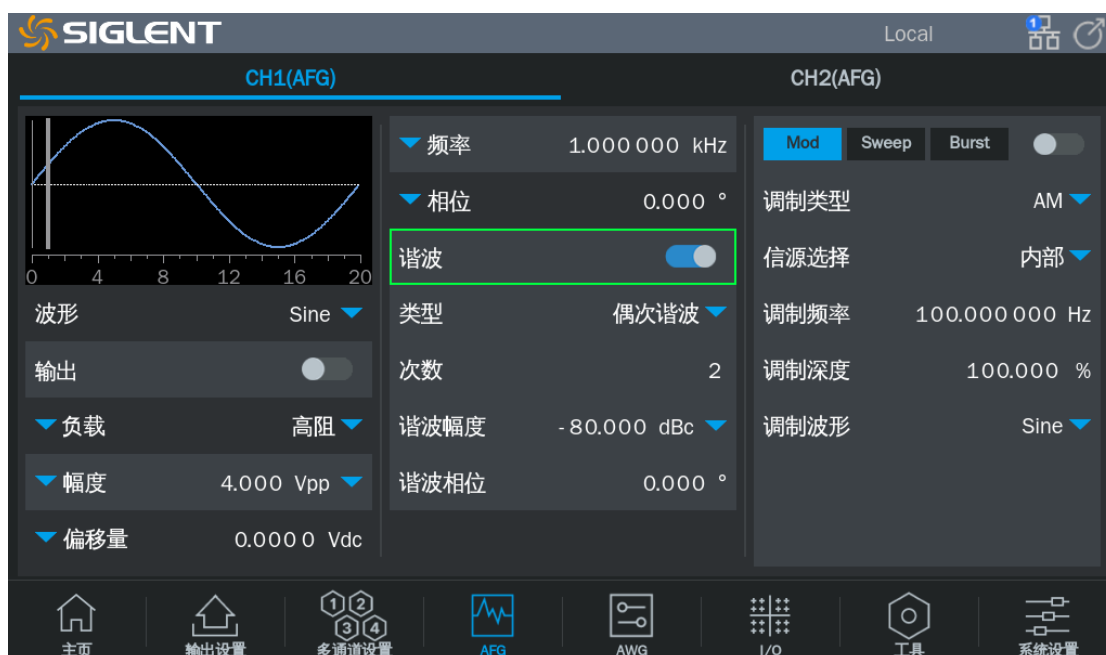 SIGLENT
Local
1
CH1(AFG)
CH2(AFG)
0 4 8 12 16 20
波形 Sine
输出
负载 高阻
幅度 4.000 Vpp
偏移量 0.0000 Vdc
频率 1.000000 kHz
相位 0.000 °
谐波
类型 偶次谐波
次数 2
谐波幅度 -80.000 dBc
谐波相位 0.000 °
Mod Sweep Burst
调制类型 AM
信源选择 内部
调制频率 100.000000 Hz
调制深度 100.000 %
调制波形 Sine
1 2 3 4
主页 输出设置 多通道设置 AFG AWG I/O 工具 系统设置